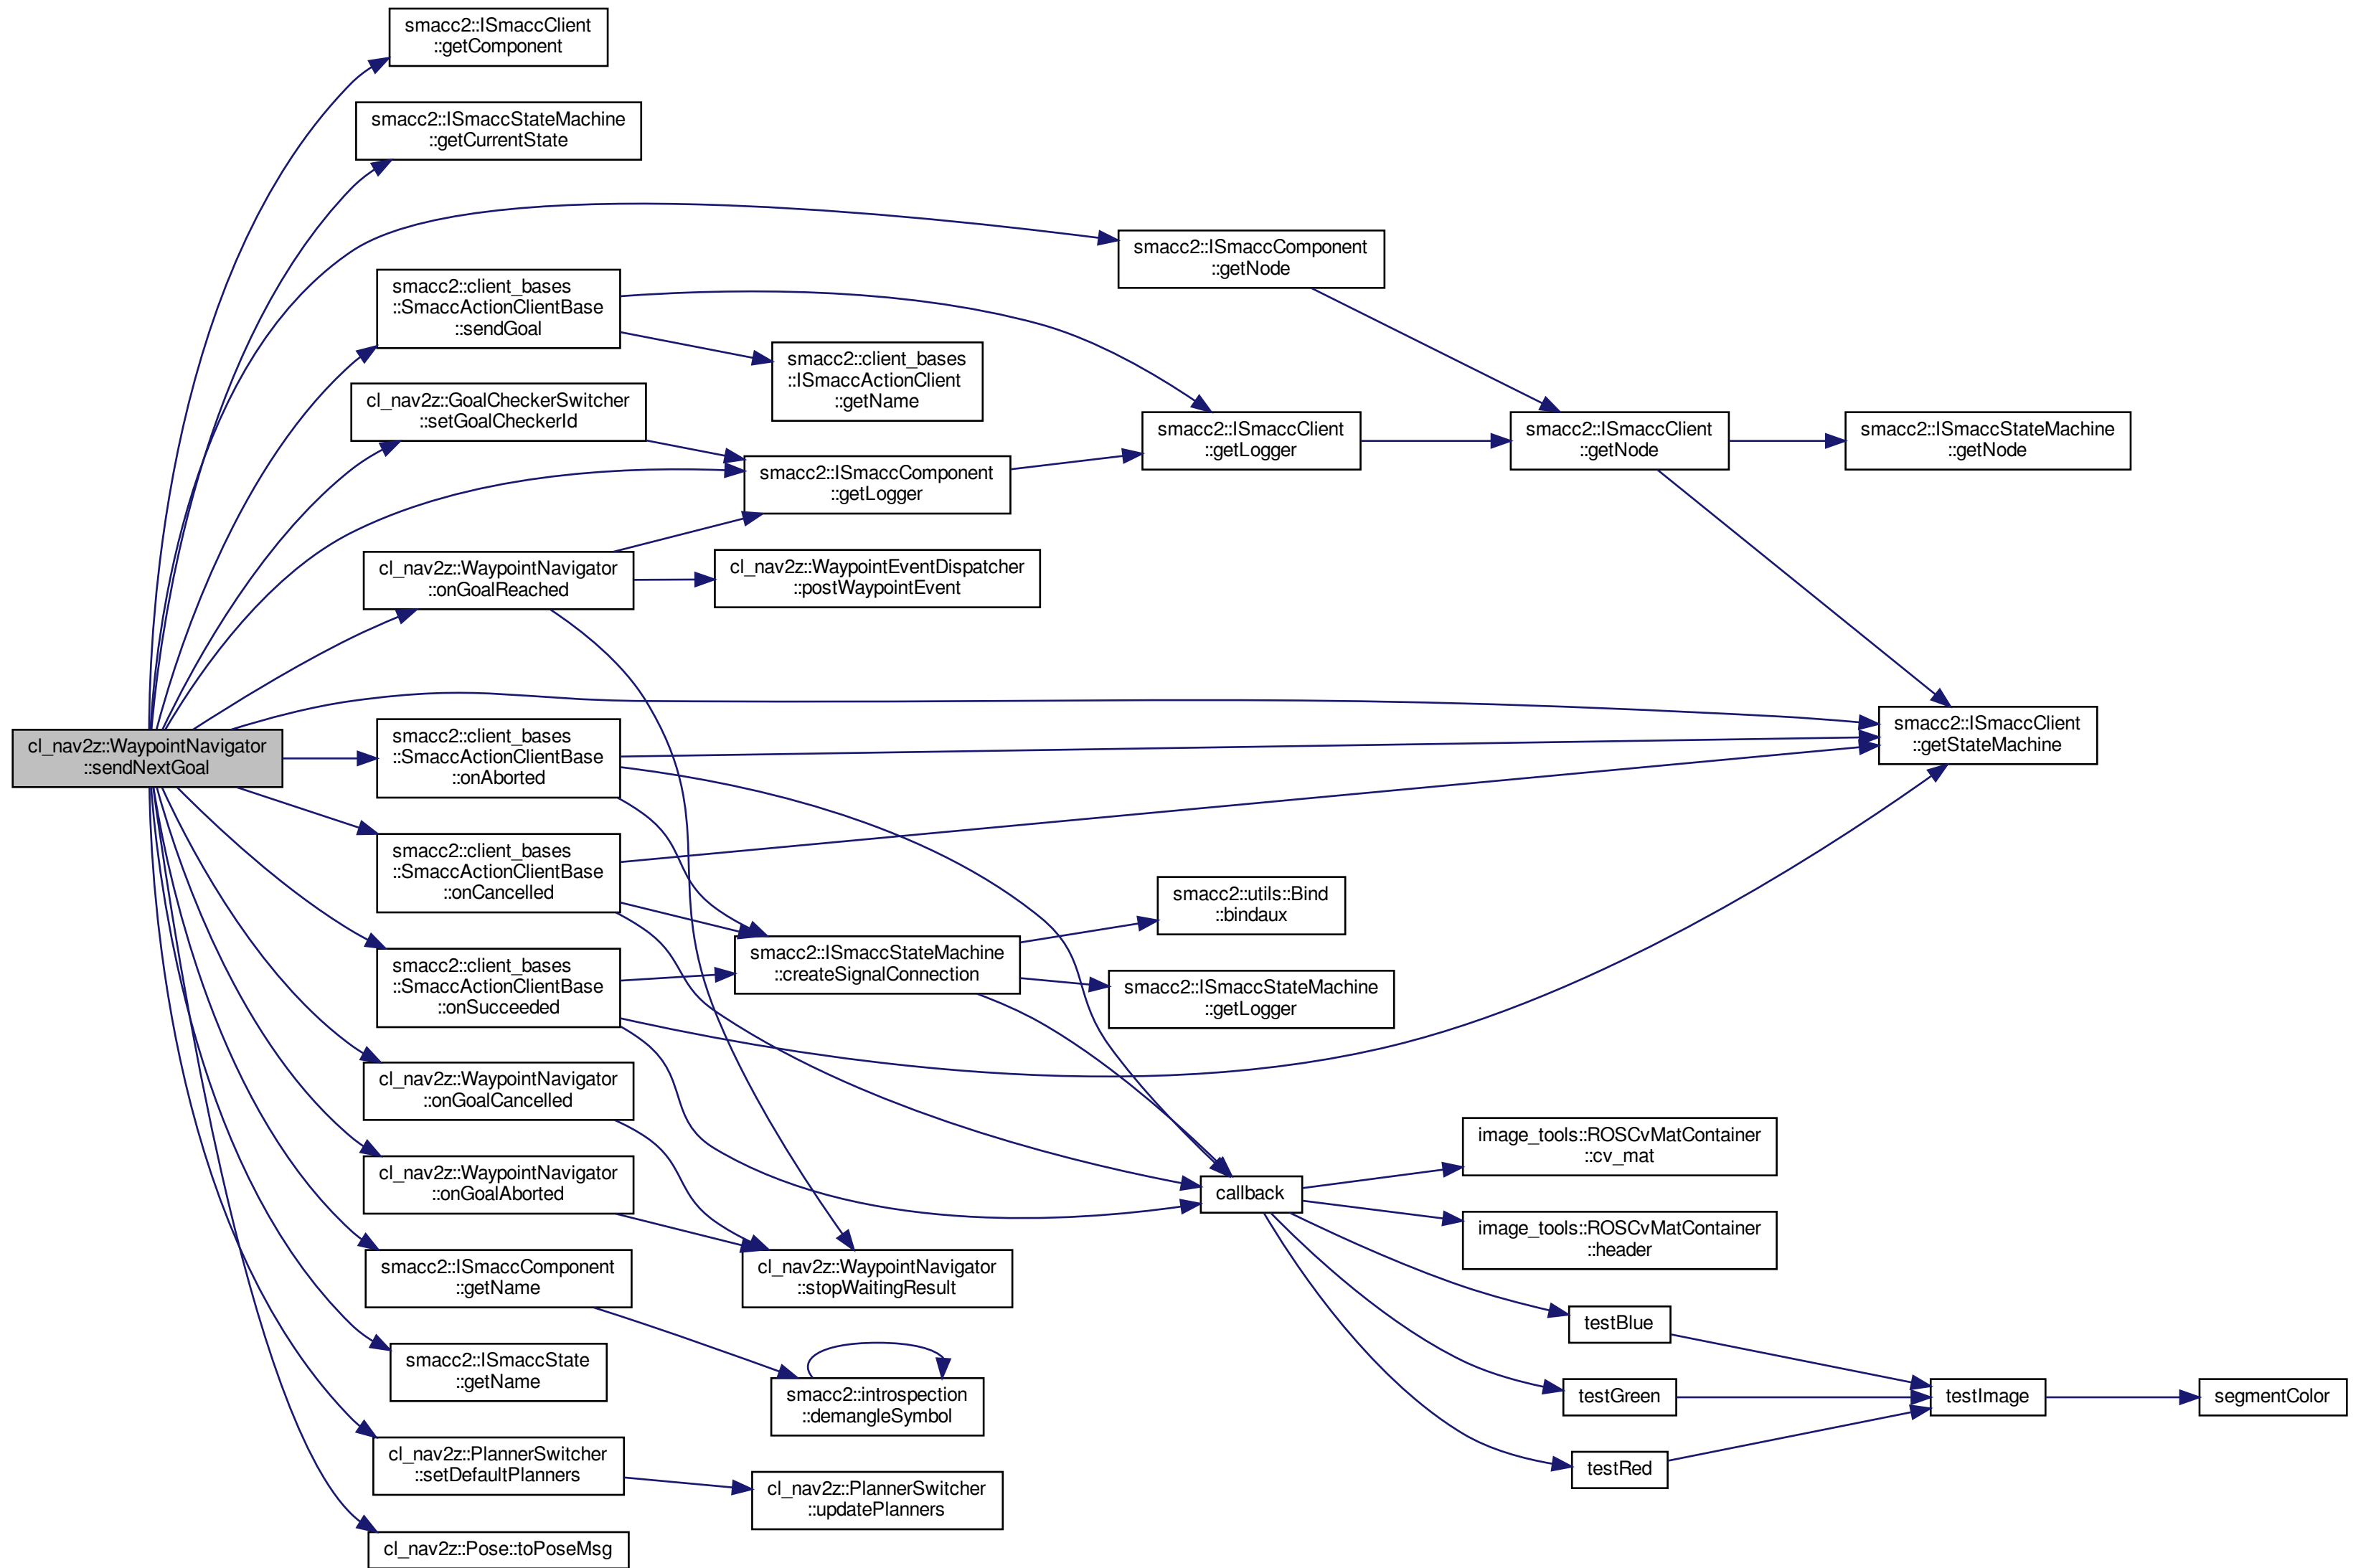 smacc2::ISmaccClient
::getComponent
smacc2::ISmaccStateMachine
::getCurrentState
smacc2::ISmaccComponent
::getNode
smacc2::client_bases
::SmaccActionClientBase
::sendGoal
smacc2::client_bases
::ISmaccActionClient
::getName
cl_nav2z::GoalCheckerSwitcher
::setGoalCheckerId
smacc2::ISmaccClient
::getLogger
smacc2::ISmaccClient
::getNode
smacc2::ISmaccStateMachine
::getNode
smacc2::ISmaccComponent
::getLogger
cl_nav2z::WaypointNavigator
::onGoalReached
cl_nav2z::WaypointEventDispatcher
::postWaypointEvent
cl_nav2z::WaypointNavigator
::sendNextGoal
smacc2::client_bases
::SmaccActionClientBase
::onAborted
smacc2::ISmaccClient
::getStateMachine
smacc2::client_bases
::SmaccActionClientBase
::onCancelled
smacc2::utils::Bind
::bindaux
smacc2::client_bases
::SmaccActionClientBase
::onSucceeded
smacc2::ISmaccStateMachine
::createSignalConnection
smacc2::ISmaccStateMachine
::getLogger
cl_nav2z::WaypointNavigator
::onGoalCancelled
cl_nav2z::WaypointNavigator
::onGoalAborted
callback
image_tools::ROSCvMatContainer
::cv_mat
image_tools::ROSCvMatContainer
::header
smacc2::ISmaccComponent
::getName
cl_nav2z::WaypointNavigator
::stopWaitingResult
testBlue
smacc2::ISmaccState
::getName
smacc2::introspection
::demangleSymbol
testGreen
testImage
segmentColor
cl_nav2z::PlannerSwitcher
::setDefaultPlanners
testRed
cl_nav2z::PlannerSwitcher
::updatePlanners
cl_nav2z::Pose::toPoseMsg